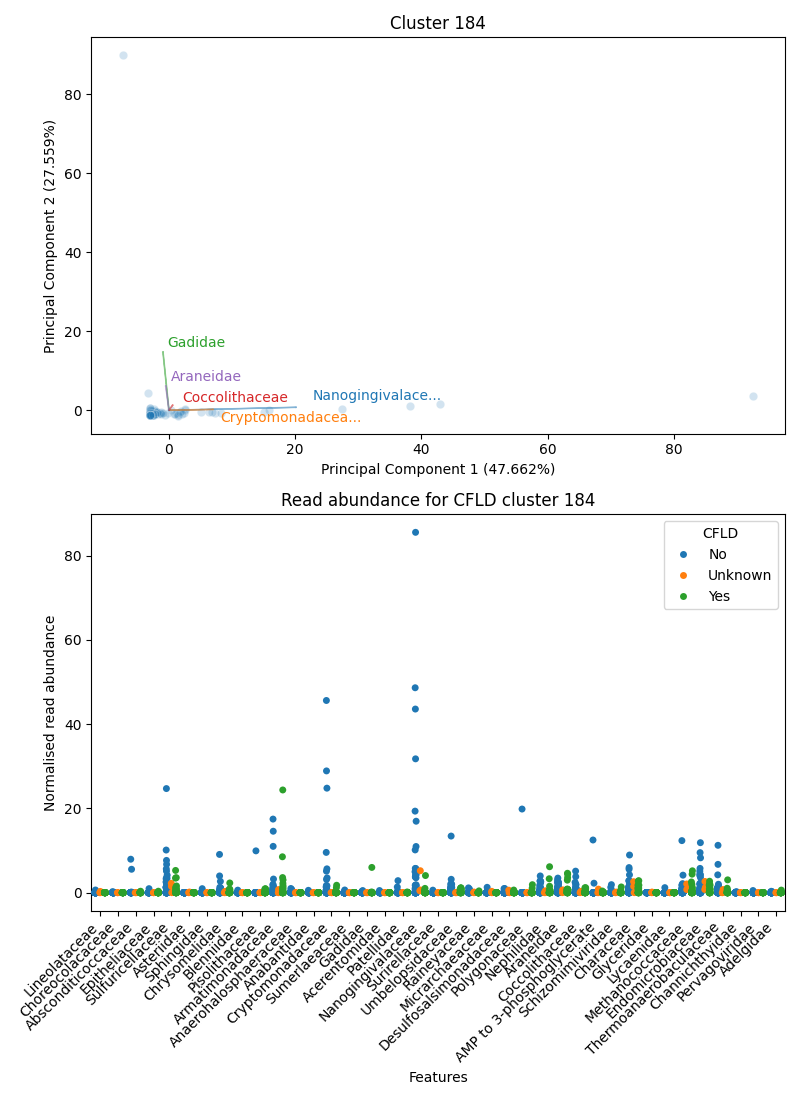 Cluster 184
Principal Component 2 (27.559%)
80
60
40
20
0
Gadidae
Araneidae
Coccolithaceae
Nanogingivalace...
Cryptomonadacea...
0
20
40
60
80
Principal Component 1 (47.662%)
Read abundance for CFLD cluster 184
Normalised read abundance
80
60
40
20
0
CFLD
No
Unknown
Yes
Lineolataceae
Choreocolacaceae
Absconditicoccaceae
Epitheliaceae
Sulfuricellaceae
Asteriidae
Sphingidae
Chrysomelidae
Blenniidae
Pisolithaceae
Armatimonadaceae
Anaerohalosphaeraceae
Anabantidae
Cryptomonadaceae
Sumerlaeaceae
Gadidae
Acerentomidae
Patellidae
Nanogingivalaceae
Surirellaceae
Umbelopsidaceae
Raineyaceae
Micrarchaeaceae
Desulfosalsimonadaceae
Polygonaceae
Nephilidae
Araneidae
Coccolithaceae
AMP to 3-phosphoglycerate
Schizomimiviridae
Characeae
Glyceridae
Lycaenidae
Methanococcaceae
Endomicrobiaceae
Thermoanaerobaculaceae
Channichthyidae
Pervagoviridae
Adelgidae
Features